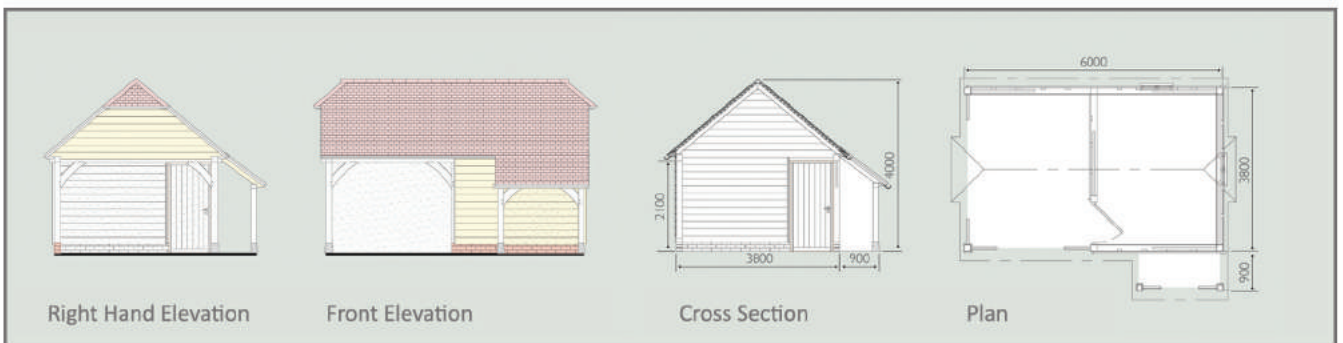 2100
3800
900
4000
6000
3800
900
Right Hand Elevation
Front Elevation
Cross Section
Plan